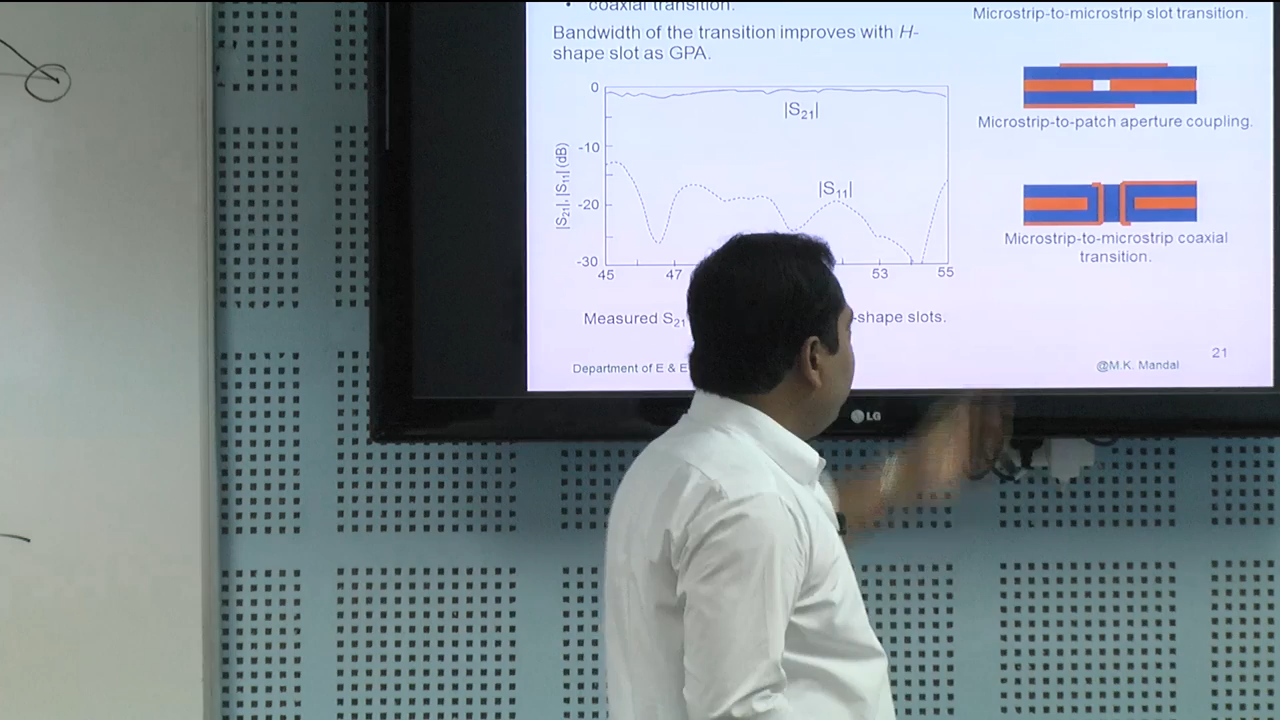 • coaxial transition.
Bandwidth of the transition improves with H-
shape slot as GPA.
0
-10
-20
-30
|S21|, |S11| (dB)
|S21|
|S11|
45
47
53
55
Measured S21
-shape slots.
Department of E & E
Microstrip-to-microstrip slot transition.
Microstrip-to-patch aperture coupling.
Microstrip-to-microstrip coaxial
transition.
21
@M.K. Mandal
LG